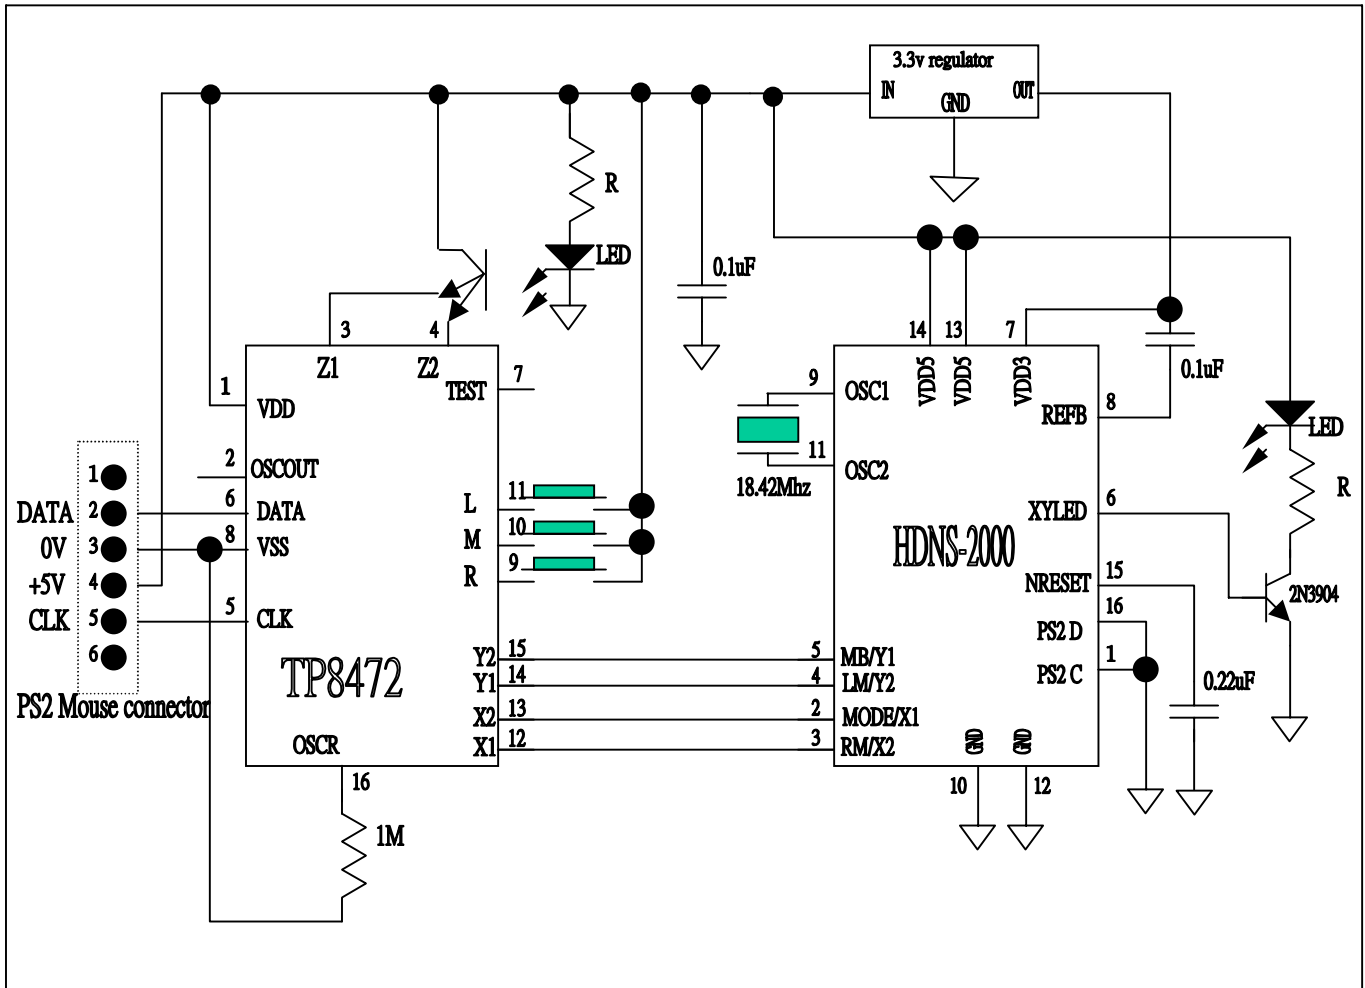 3.3v regulator
IN
GND
OUT
R
LED
0.1uF
3
4
Z1
Z2
TEST
7
1
VDD
2
OSCOUT
6
DATA
8
VSS
5
CLK
TP8472
L
11
M
10
R
9
Y2
15
Y1
14
X2
13
X1
12
OSCR
16
1M
1
DATA
2
0V
3
+5V
4
CLK
5
6
PS2 Mouse connector
14
13
7
VDD5
VDD5
VDD3
9
OSC1
11
OSC2
18.42Mhz
REFB
8
0.1uF
LED
R
XYLED
6
HDNS-2000
NRESET
15
2N3904
PS2 D
16
PS2 C
1
0.22uF
5
MB/Y1
4
LM/Y2
2
MODE/X1
3
RM/X2
GND
GND
10
12